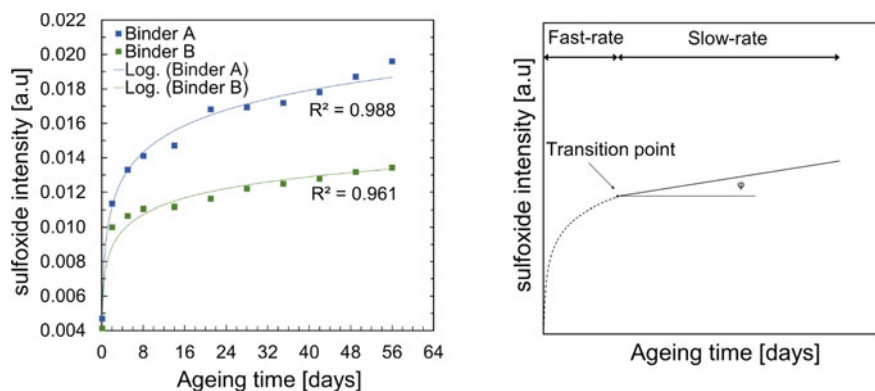 0.022
0.020
0.018
0.016
0.014
0.012
0.010
0.008
0.006
0.004
sulfoxide intensity [a.u]
Binder A
Binder B
Log. (Binder A)
Log. (Binder B)
R² = 0.988
R² = 0.961
0 8 16 24 32 40 48 56 64
Ageing time [days]
Fast-rate Slow-rate
Transition point
φ
sulfoxide intensity [a.u]
Ageing time [days]